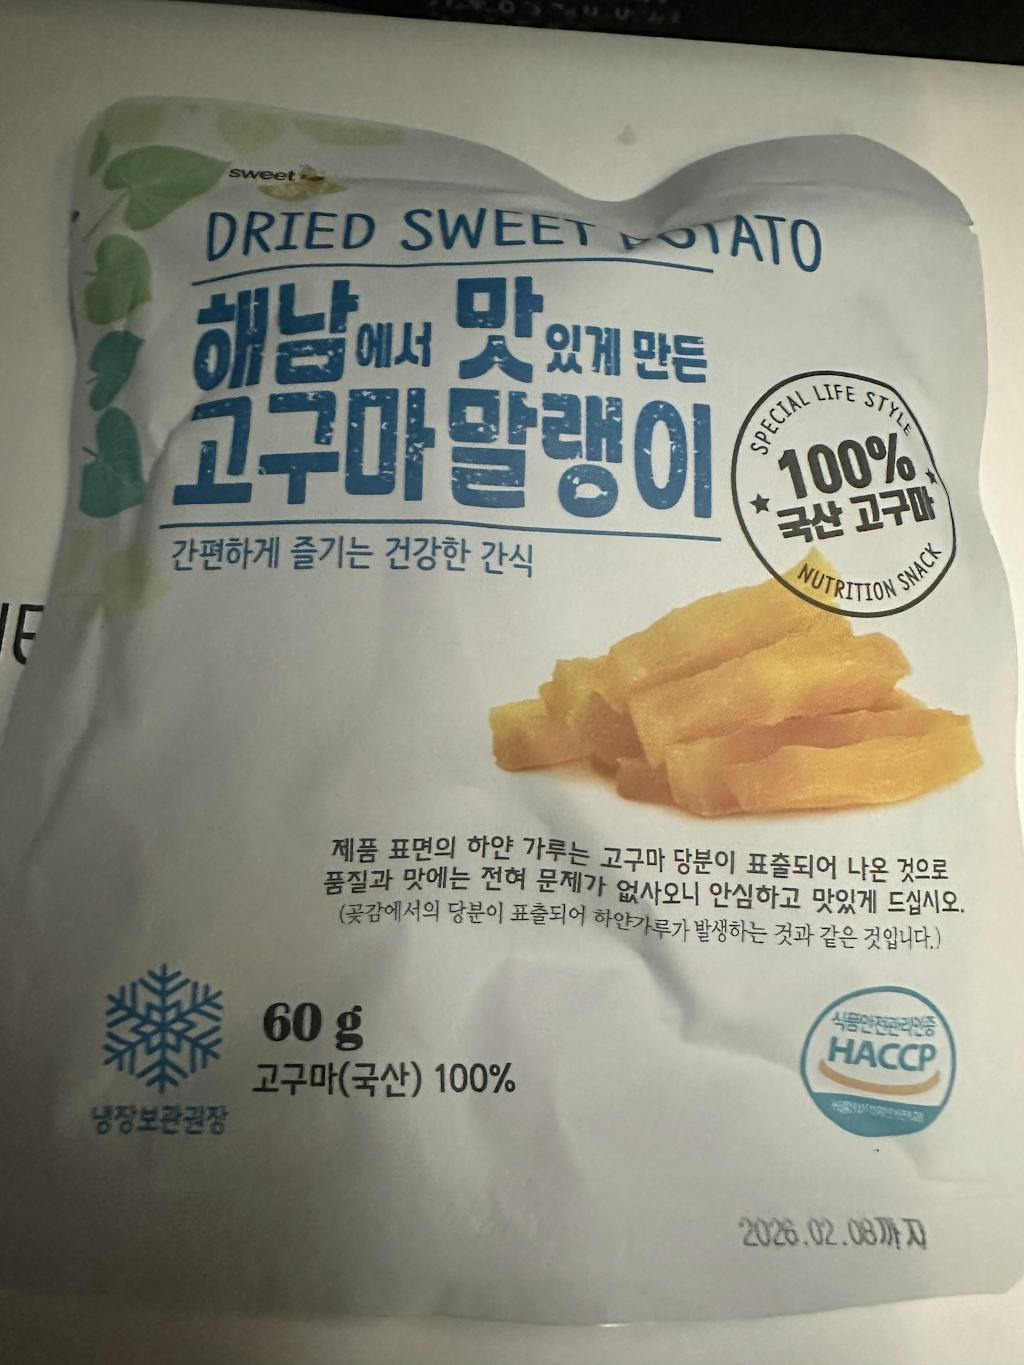 sweet
DRIED SWEET POTATO
해남에서 맛있게 만든
고구마말랭이
간편하게 즐기는 건강한 간식
SPECIAL LIFE STYLE
100%
국산 고구마
NUTRITION SNACK
제품 표면의 하얀 가루는 고구마 당분이 표출되어 나온 것으로
품질과 맛에는 전혀 문제가 없사오니 안심하고 맛있게 드십시오.
(곶감에서의 당분이 표출되어 하얀가루가 발생하는 것과 같은 것입니다.)
60 g
고구마(국산) 100%
냉장보관권장
식품안전관리인증
HACCP
2026.02.08까지